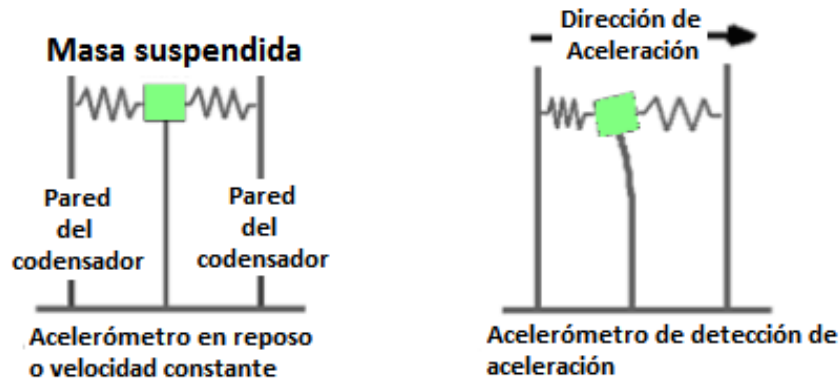 Masa suspendida
Pared
del
codensador
Pared
del
codensador
Acelerómetro en reposo
o velocidad constante
Dirección de
Aceleración
Acelerómetro de detección de
aceleración